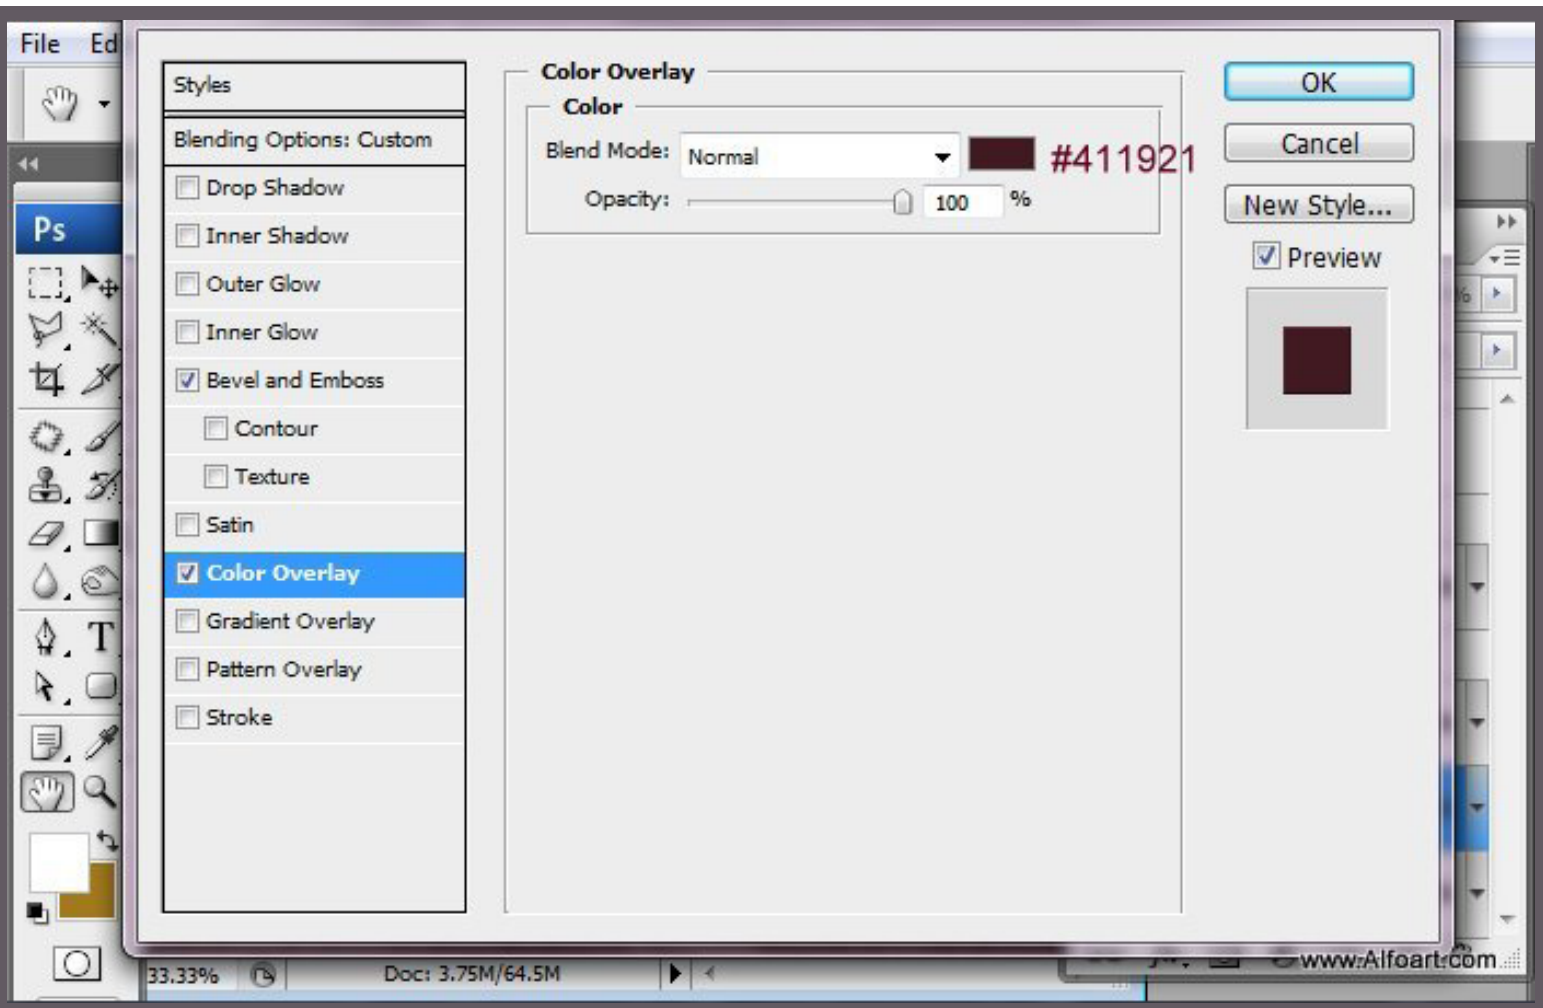 File Ed
Styles
Blending Options: Custom
Drop Shadow
Inner Shadow
Outer Glow
Inner Glow
Bevel and Emboss
Contour
Texture
Satin
Color Overlay
Gradient Overlay
Pattern Overlay
Stroke
Color Overlay
Color
Blend Mode: Normal #411921
Opacity: 100 %
OK
Cancel
New Style...
Preview
Ps
T
%
33.33% Doc: 3.75M/64.5M
www.Alfoart.com